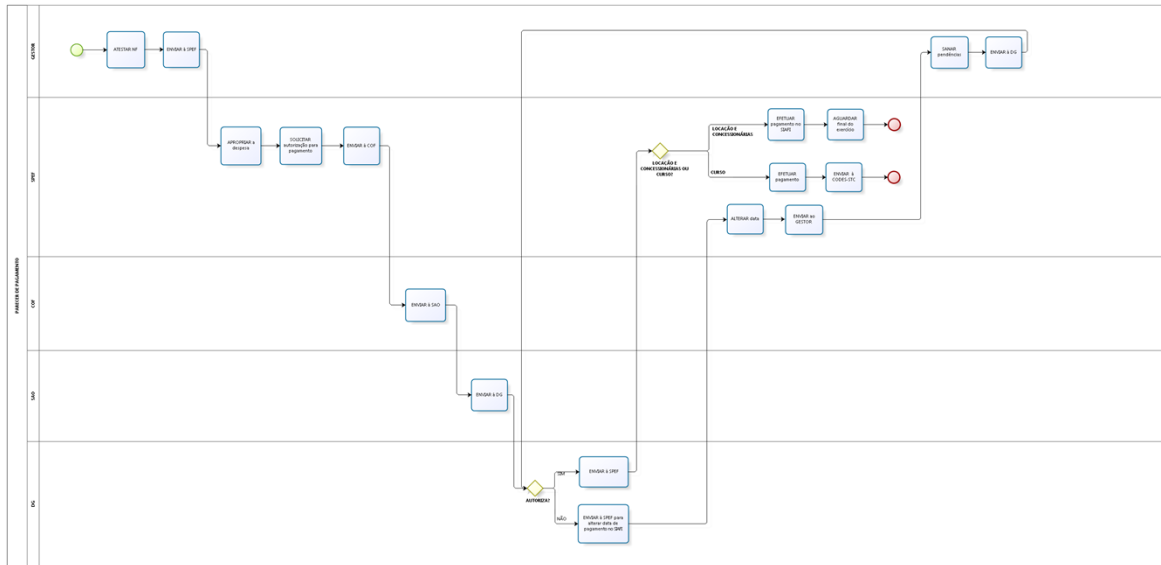 PARECER DE PAGAMENTO
GESTOR
ATESTAR NF
ENVIAR à SPEF
SANAR
pendências
ENVIAR à DG
SPEF
APROPRIAR a
despesa
SOLICITAR
autorização para
pagamento
ENVIAR à COF
LOCAÇÃO E
CONCESSIONÁRIAS OU
CURSO?
LOCAÇÃO E
CONCESSIONÁRIAS
EFETUAR
pagamento no
SIAFI
AGUARDAR
final do
exercício
CURSO
EFETUAR
pagamento
ENVIAR à
CODES-STC
ALTERAR data
ENVIAR ao
GESTOR
COF
ENVIAR à SAO
SAO
ENVIAR à DG
DG
AUTORIZA?
SIM
ENVIAR à SPEF
NÃO
ENVIAR à SPEF para
alterar data de
pagamento no SIAFI